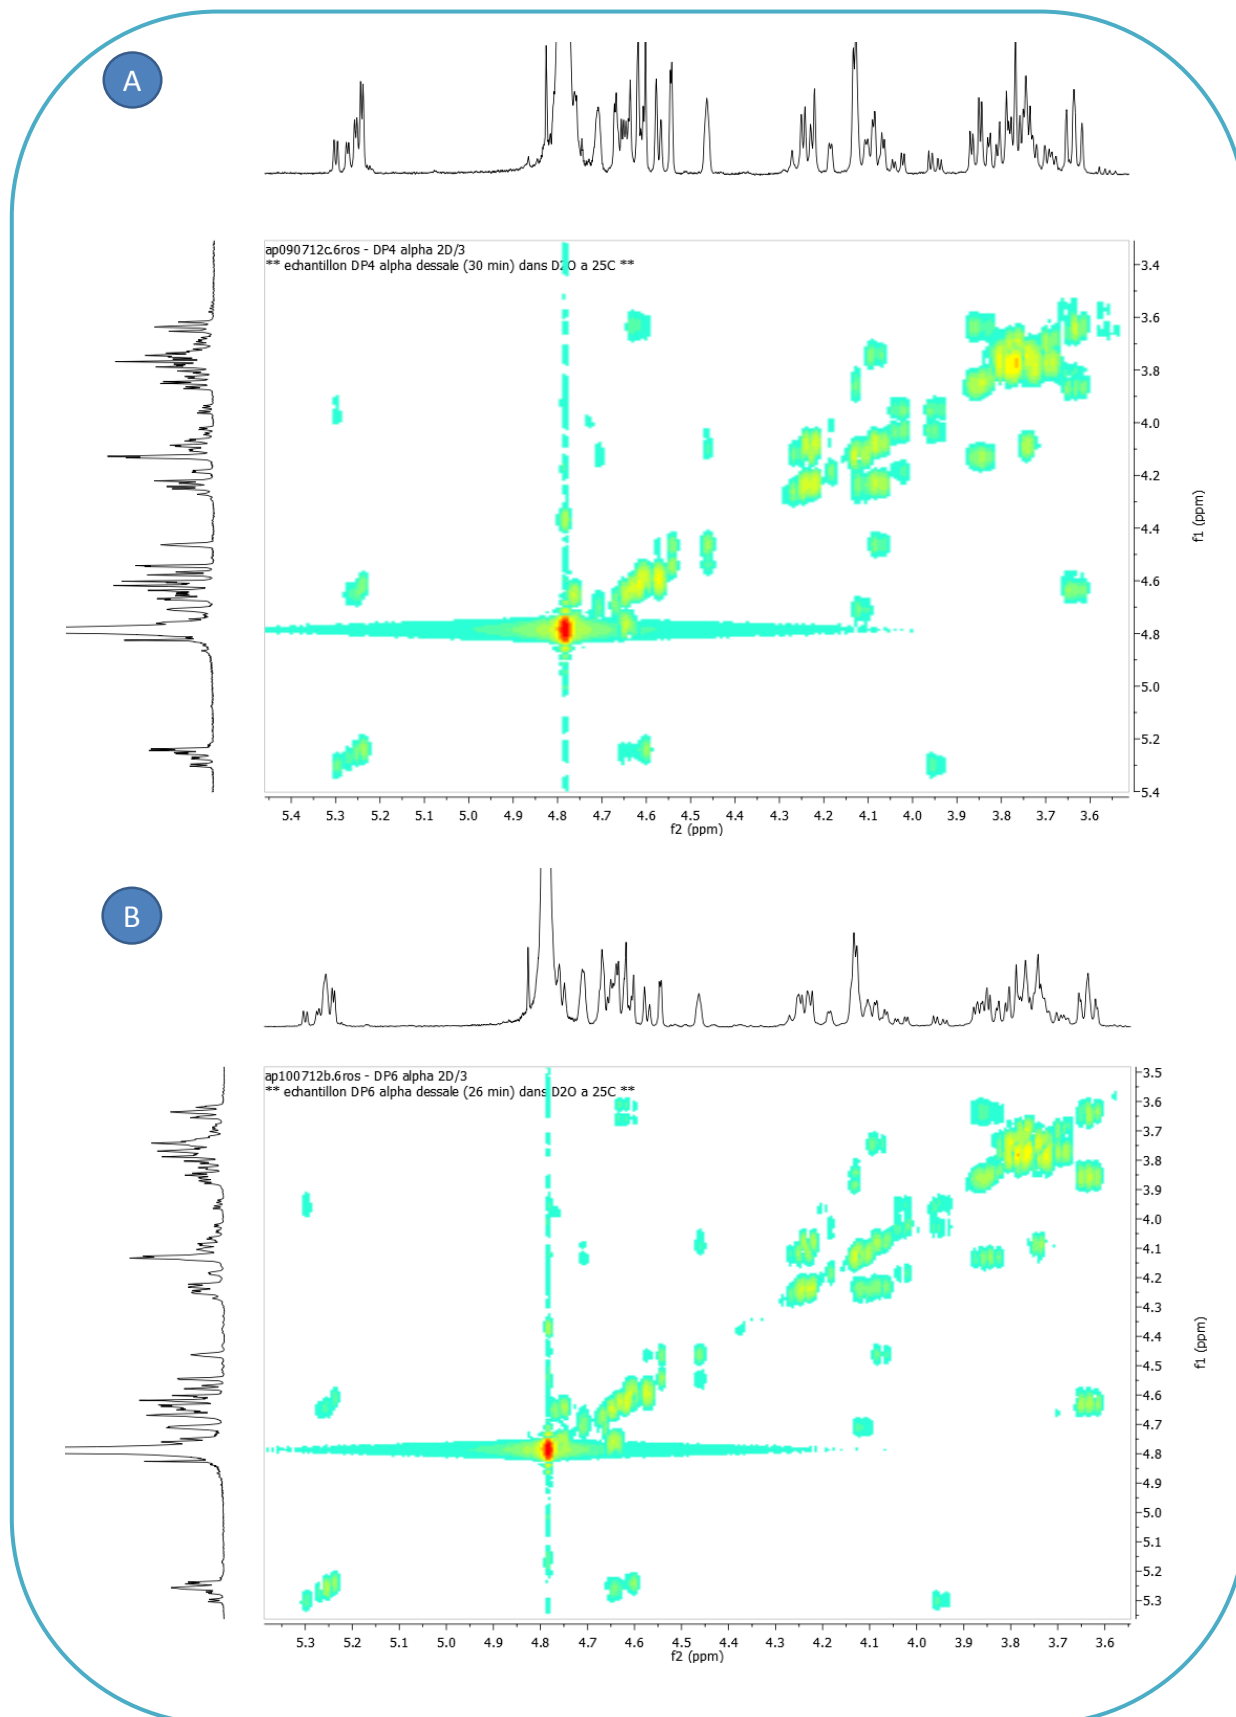 A
ap090712c.6ros - DP4 alpha 2D/3
** echantillon DP4 alpha dessale (30 min) dans D2O a 25C **
3.4
3.6
3.8
4.0
4.2
4.4
4.6
4.8
5.0
5.2
5.4
f1 (ppm)
5.4 5.3 5.2 5.1 5.0 4.9 4.8 4.7 4.6 4.5 4.4 4.3 4.2 4.1 4.0 3.9 3.8 3.7 3.6
f2 (ppm)
B
ap100712b.6ros - DP6 alpha 2D/3
** echantillon DP6 alpha dessale (26 min) dans D2O a 25C **
3.5
3.6
3.7
3.8
3.9
4.0
4.1
4.2
4.3
4.4
4.5
4.6
4.7
4.8
4.9
5.0
5.1
5.2
5.3
f1 (ppm)
5.3 5.2 5.1 5.0 4.9 4.8 4.7 4.6 4.5 4.4 4.3 4.2 4.1 4.0 3.9 3.8 3.7 3.6
f2 (ppm)